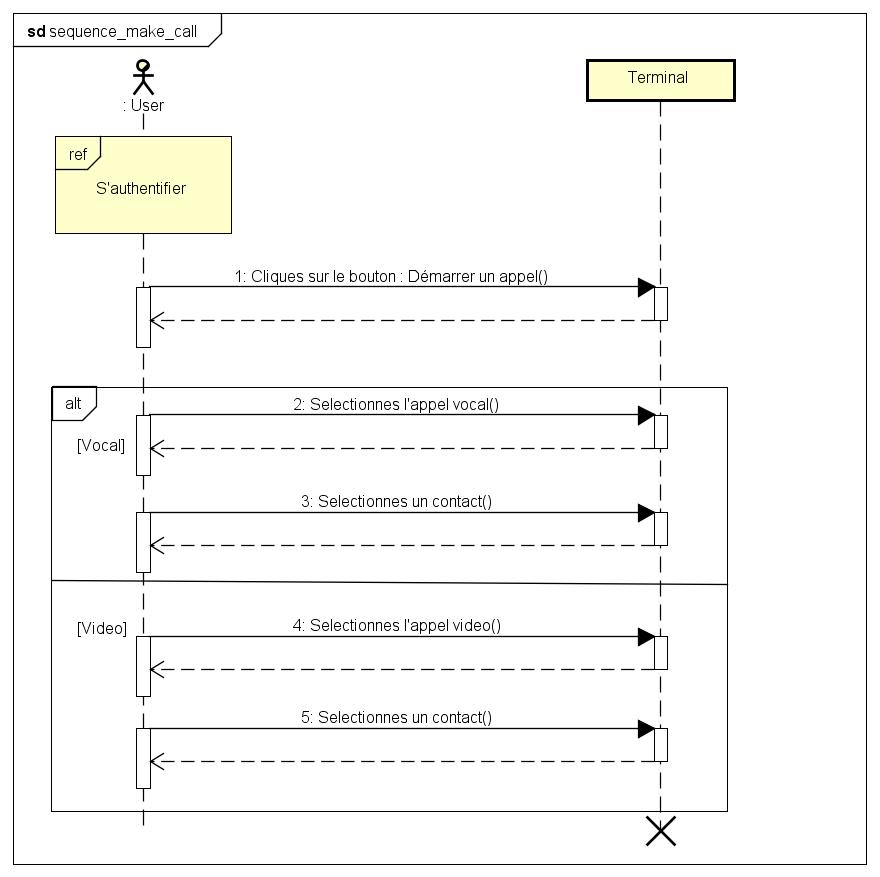 sd sequence_make_call
: User
Terminal
ref
S'authentifier
1: Cliques sur le bouton : Démarrer un appel()
alt
2: Selectionnes l'appel vocal()
[Vocal]
3: Selectionnes un contact()
[Video]
4: Selectionnes l'appel video()
5: Selectionnes un contact()